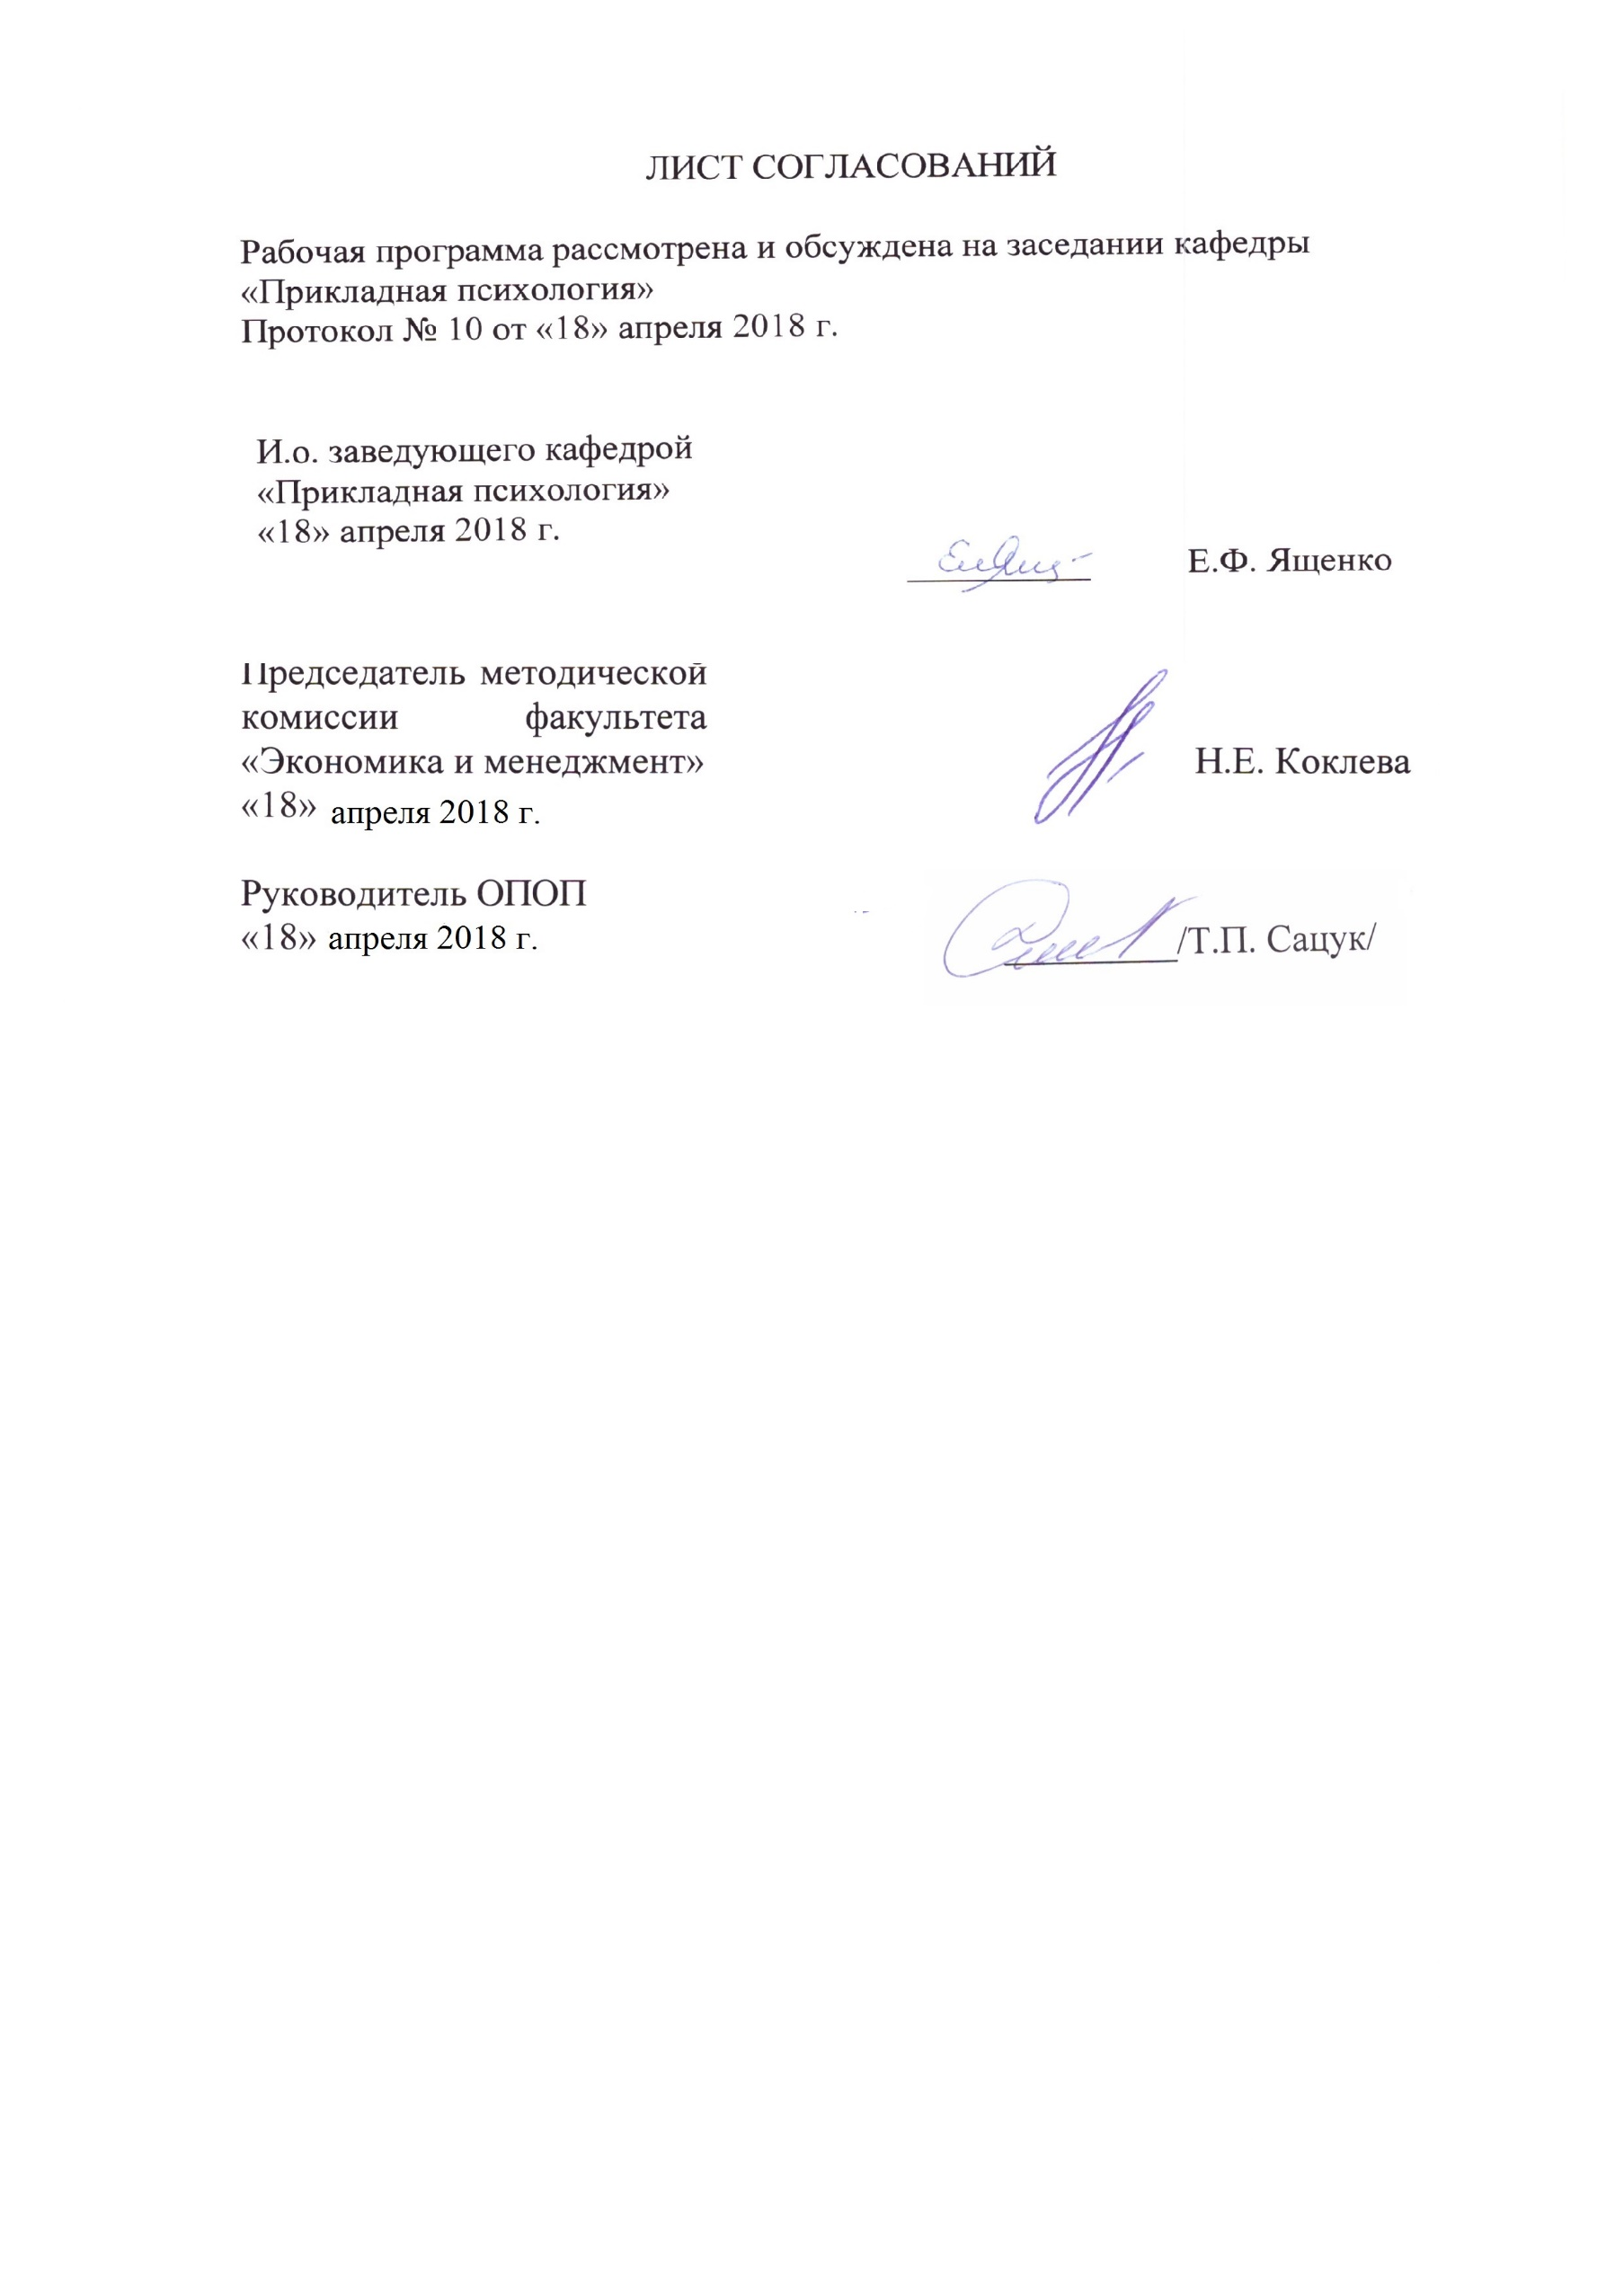 ЛИСТ СОГЛАСОВАНИЙ
Рабочая программа рассмотрена и обсуждена на заседании кафедры
«Прикладная психология»
Протокол № 10 от «18» апреля 2018 г.
И.о. заведующего кафедрой
«Прикладная психология»
«18» апреля 2018 г.
Е.Ф. Ященко
Председатель методической
комиссии факультета
«Экономика и менеджмент»
Н.Е. Коклева
«18» апреля 2018 г.
Руководитель ОПОП
«18» апреля 2018 г.
/Т.П. Сацук/